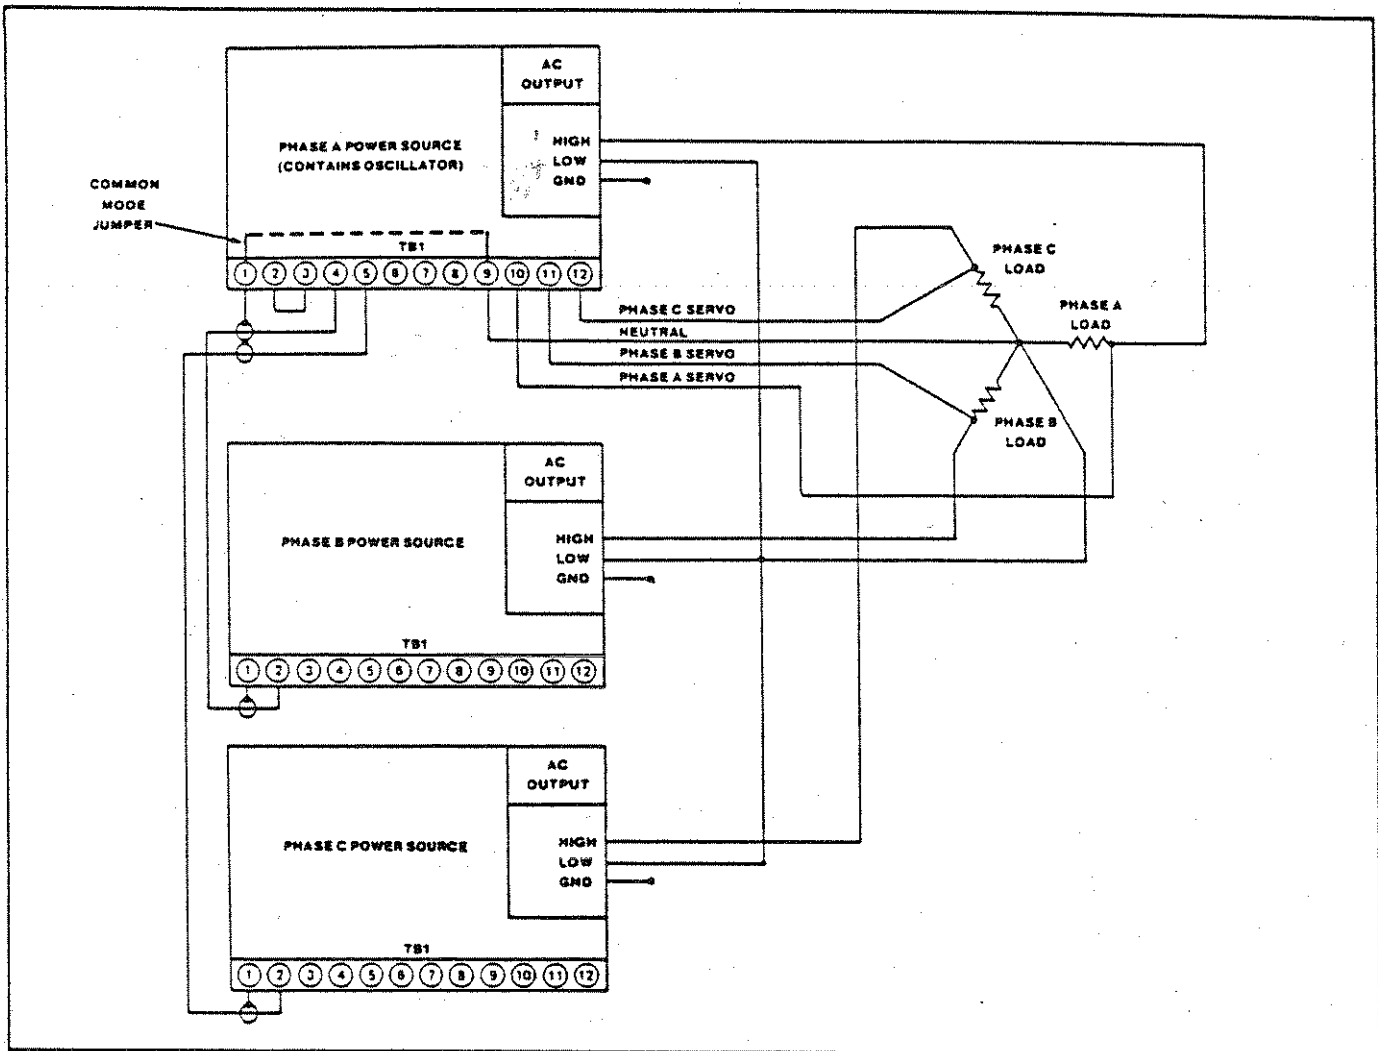 AC
OUTPUT
PHASE A POWER SOURCE
(CONTAINS OSCILLATOR)
HIGH
LOW
GND
COMMON
MODE
JUMPER
TB1
1 2 3 4 5 6 7 8 9 10 11 12
PHASE C SERVO
NEUTRAL
PHASE B SERVO
PHASE A SERVO
PHASE C
LOAD
PHASE A
LOAD
PHASE B
LOAD
AC
OUTPUT
PHASE B POWER SOURCE
HIGH
LOW
GND
TB1
1 2 3 4 5 6 7 8 9 10 11 12
AC
OUTPUT
PHASE C POWER SOURCE
HIGH
LOW
GND
TB1
1 2 3 4 5 6 7 8 9 10 11 12